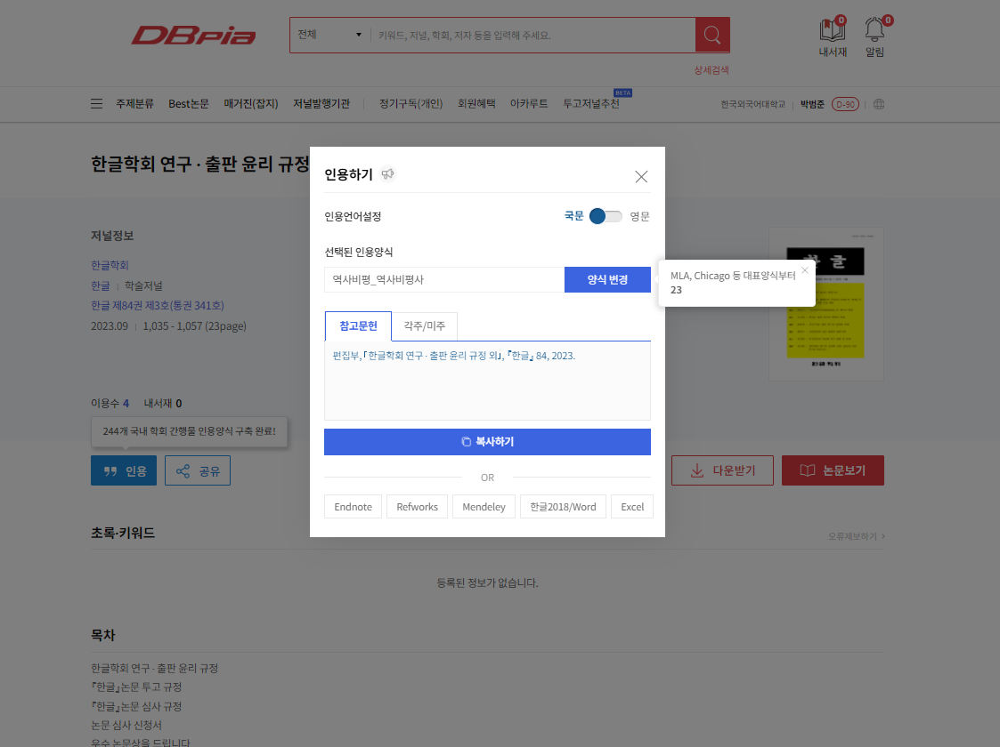 DBpia
전체
키워드, 저널, 학회, 저자 등을 입력해 주세요.
0
내서재
0
알림
상세검색
주제분류
Best논문
매거진(잡지)
저널발행기관
정기구독(개인)
회원혜택
아카루트
투고저널추천
BETA
한국외국어대학교
박범준
D-90
한글학회 연구 · 출판 윤리 규정
저널정보
한글학회
한글 | 학술저널
한글 제84권 제3호(통권 341호)
2023.09 | 1,035 - 1,057 (23page)
이용수 4 내서재 0
244개 국내 학회 간행물 인용양식 구축 완료!
인용
공유
인용하기
인용언어설정
국문
영문
선택된 인용양식
역사비평_역사비평사
양식 변경
MLA, Chicago 등 대표양식부터
23
참고문헌
각주/미주
편집부, 「한글학회 연구 · 출판 윤리 규정 외」, 『한글』 84, 2023.
복사하기
OR
Endnote
Refworks
Mendeley
한글2018/Word
Excel
한글
다운받기
논문보기
초록·키워드
오류제보하기 >
등록된 정보가 없습니다.
목차
한글학회 연구 · 출판 윤리 규정
『한글』논문 투고 규정
『한글』논문 심사 규정
논문 심사 신청서
우수 논문상을 드립니다